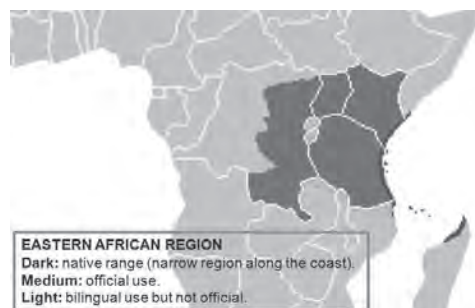 EASTERN AFRICAN REGION
Dark: native range (narrow region along the coast).
Medium: official use.
Light: bilingual use but not official.